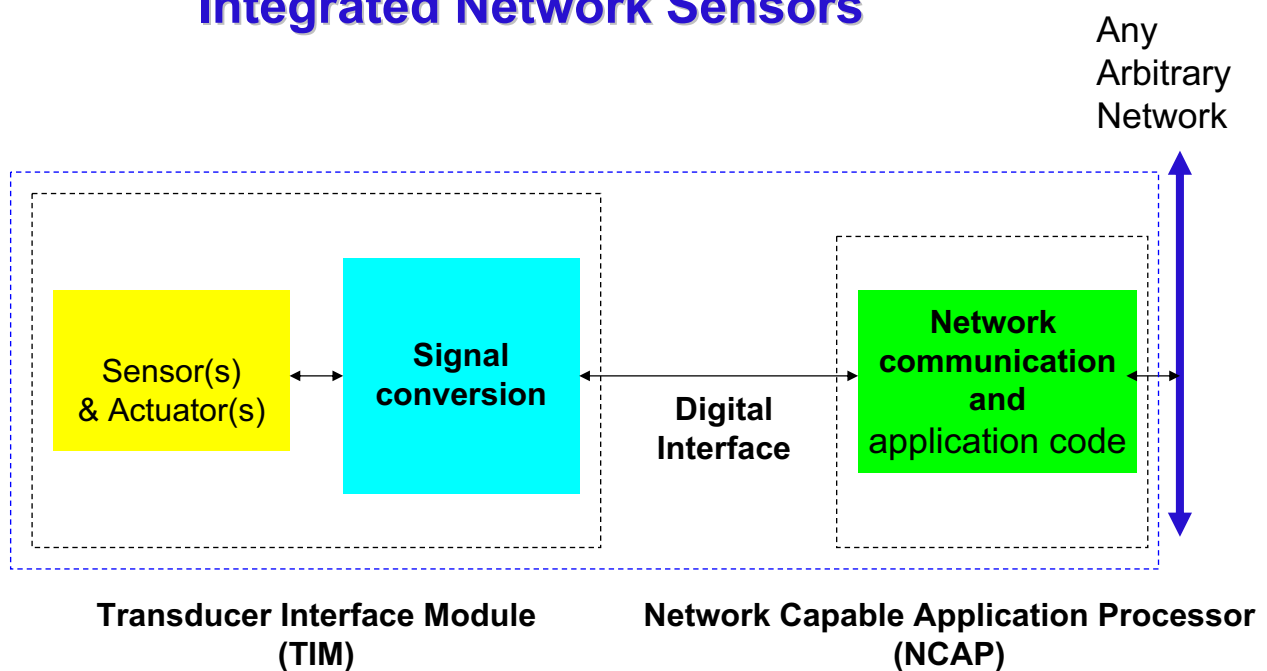 Integrated Network Sensors
Any
Arbitrary
Network
Sensor(s)
& Actuator(s)
Signal
conversion
Digital
Interface
Network
communication
and
application code
Transducer Interface Module
(TIM)
Network Capable Application Processor
(NCAP)